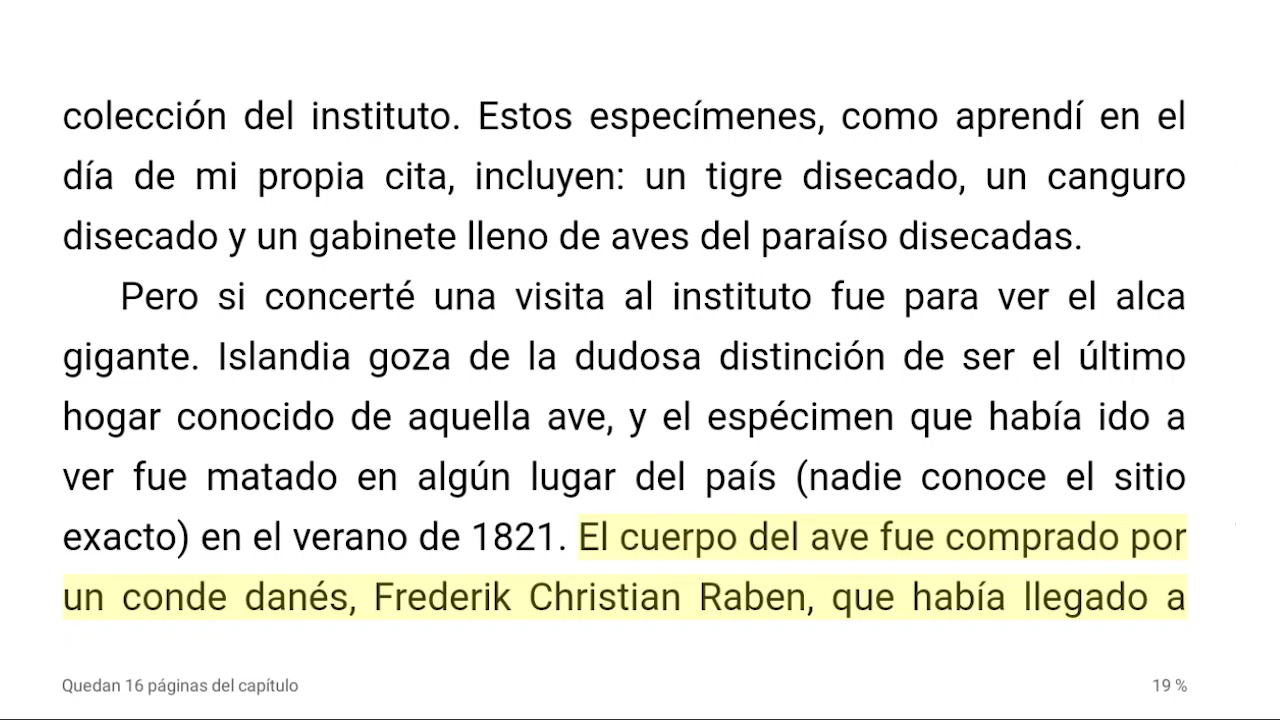 colección del instituto. Estos especímenes, como aprendí en el
día de mi propia cita, incluyen: un tigre disecado, un canguro
disecado y un gabinete lleno de aves del paraíso disecadas.
Pero si concerté una visita al instituto fue para ver el alca
gigante. Islandia goza de la dudosa distinción de ser el último
hogar conocido de aquella ave, y el espécimen que había ido a
ver fue matado en algún lugar del país (nadie conoce el sitio
exacto) en el verano de 1821. El cuerpo del ave fue comprado por
un conde danés, Frederik Christian Raben, que había llegado a
Quedan 16 páginas del capítulo
19 %